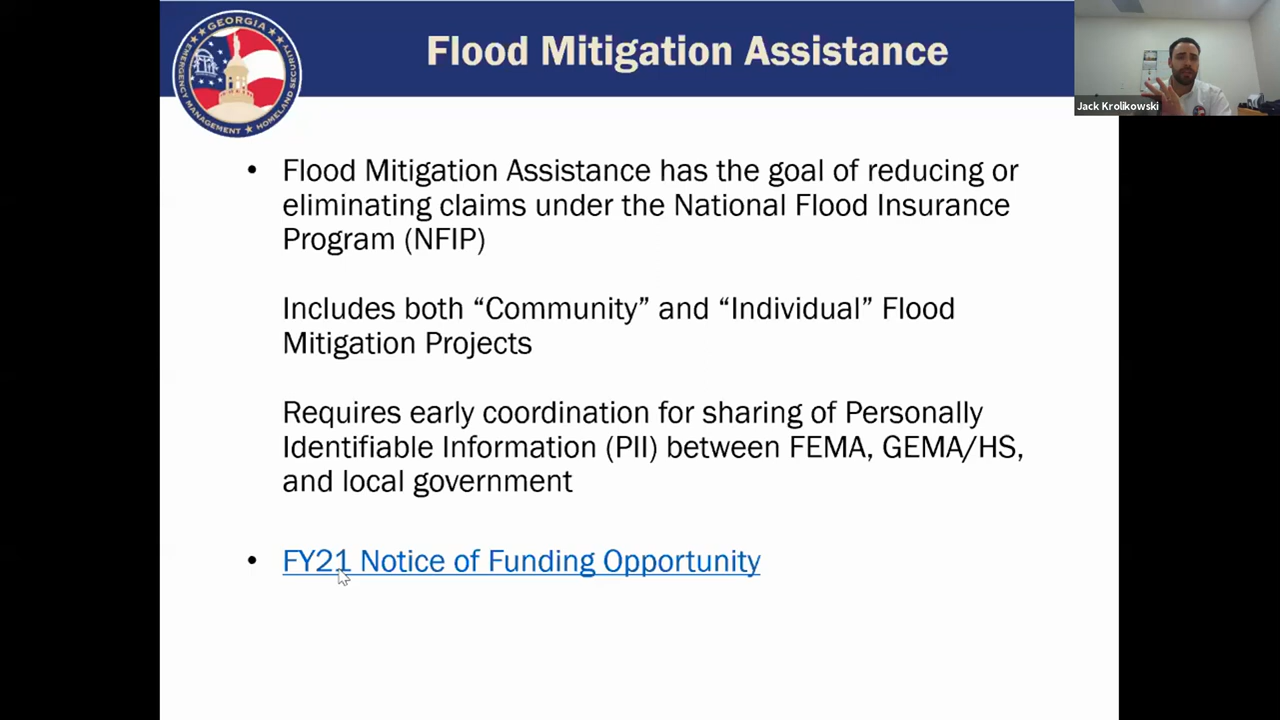 GEORGIA
EMERGENCY MANAGEMENT ★ HOMELAND SECURITY
Flood Mitigation Assistance
Jack Krolikowski
• Flood Mitigation Assistance has the goal of reducing or
eliminating claims under the National Flood Insurance
Program (NFIP)
Includes both “Community” and “Individual” Flood
Mitigation Projects
Requires early coordination for sharing of Personally
Identifiable Information (PII) between FEMA, GEMA/HS,
and local government
• FY21 Notice of Funding Opportunity